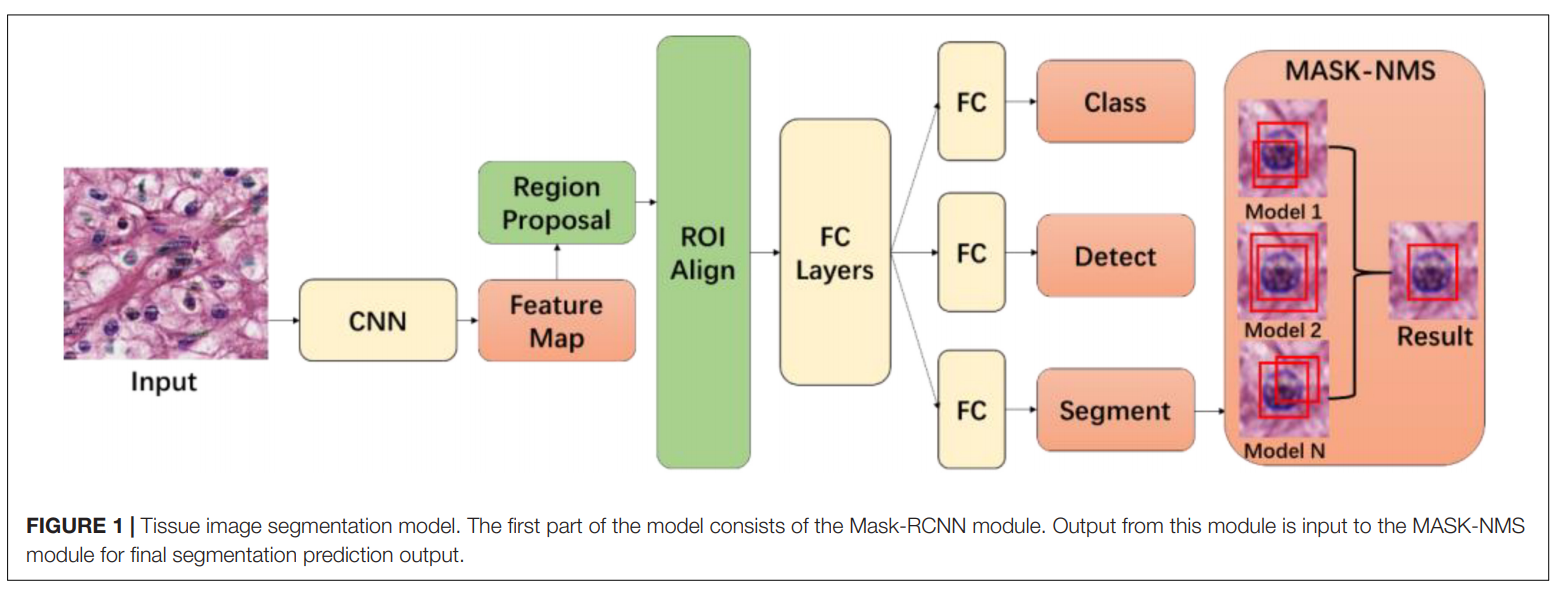 Input
CNN
Feature
Map
Region
Proposal
ROI
Align
FC
Layers
FC
Class
FC
Detect
FC
Segment
MASK-NMS
Model 1
Model 2
Model N
Result
FIGURE 1 | Tissue image segmentation model. The first part of the model consists of the Mask-RCNN module. Output from this module is input to the MASK-NMS
module for final segmentation prediction output.